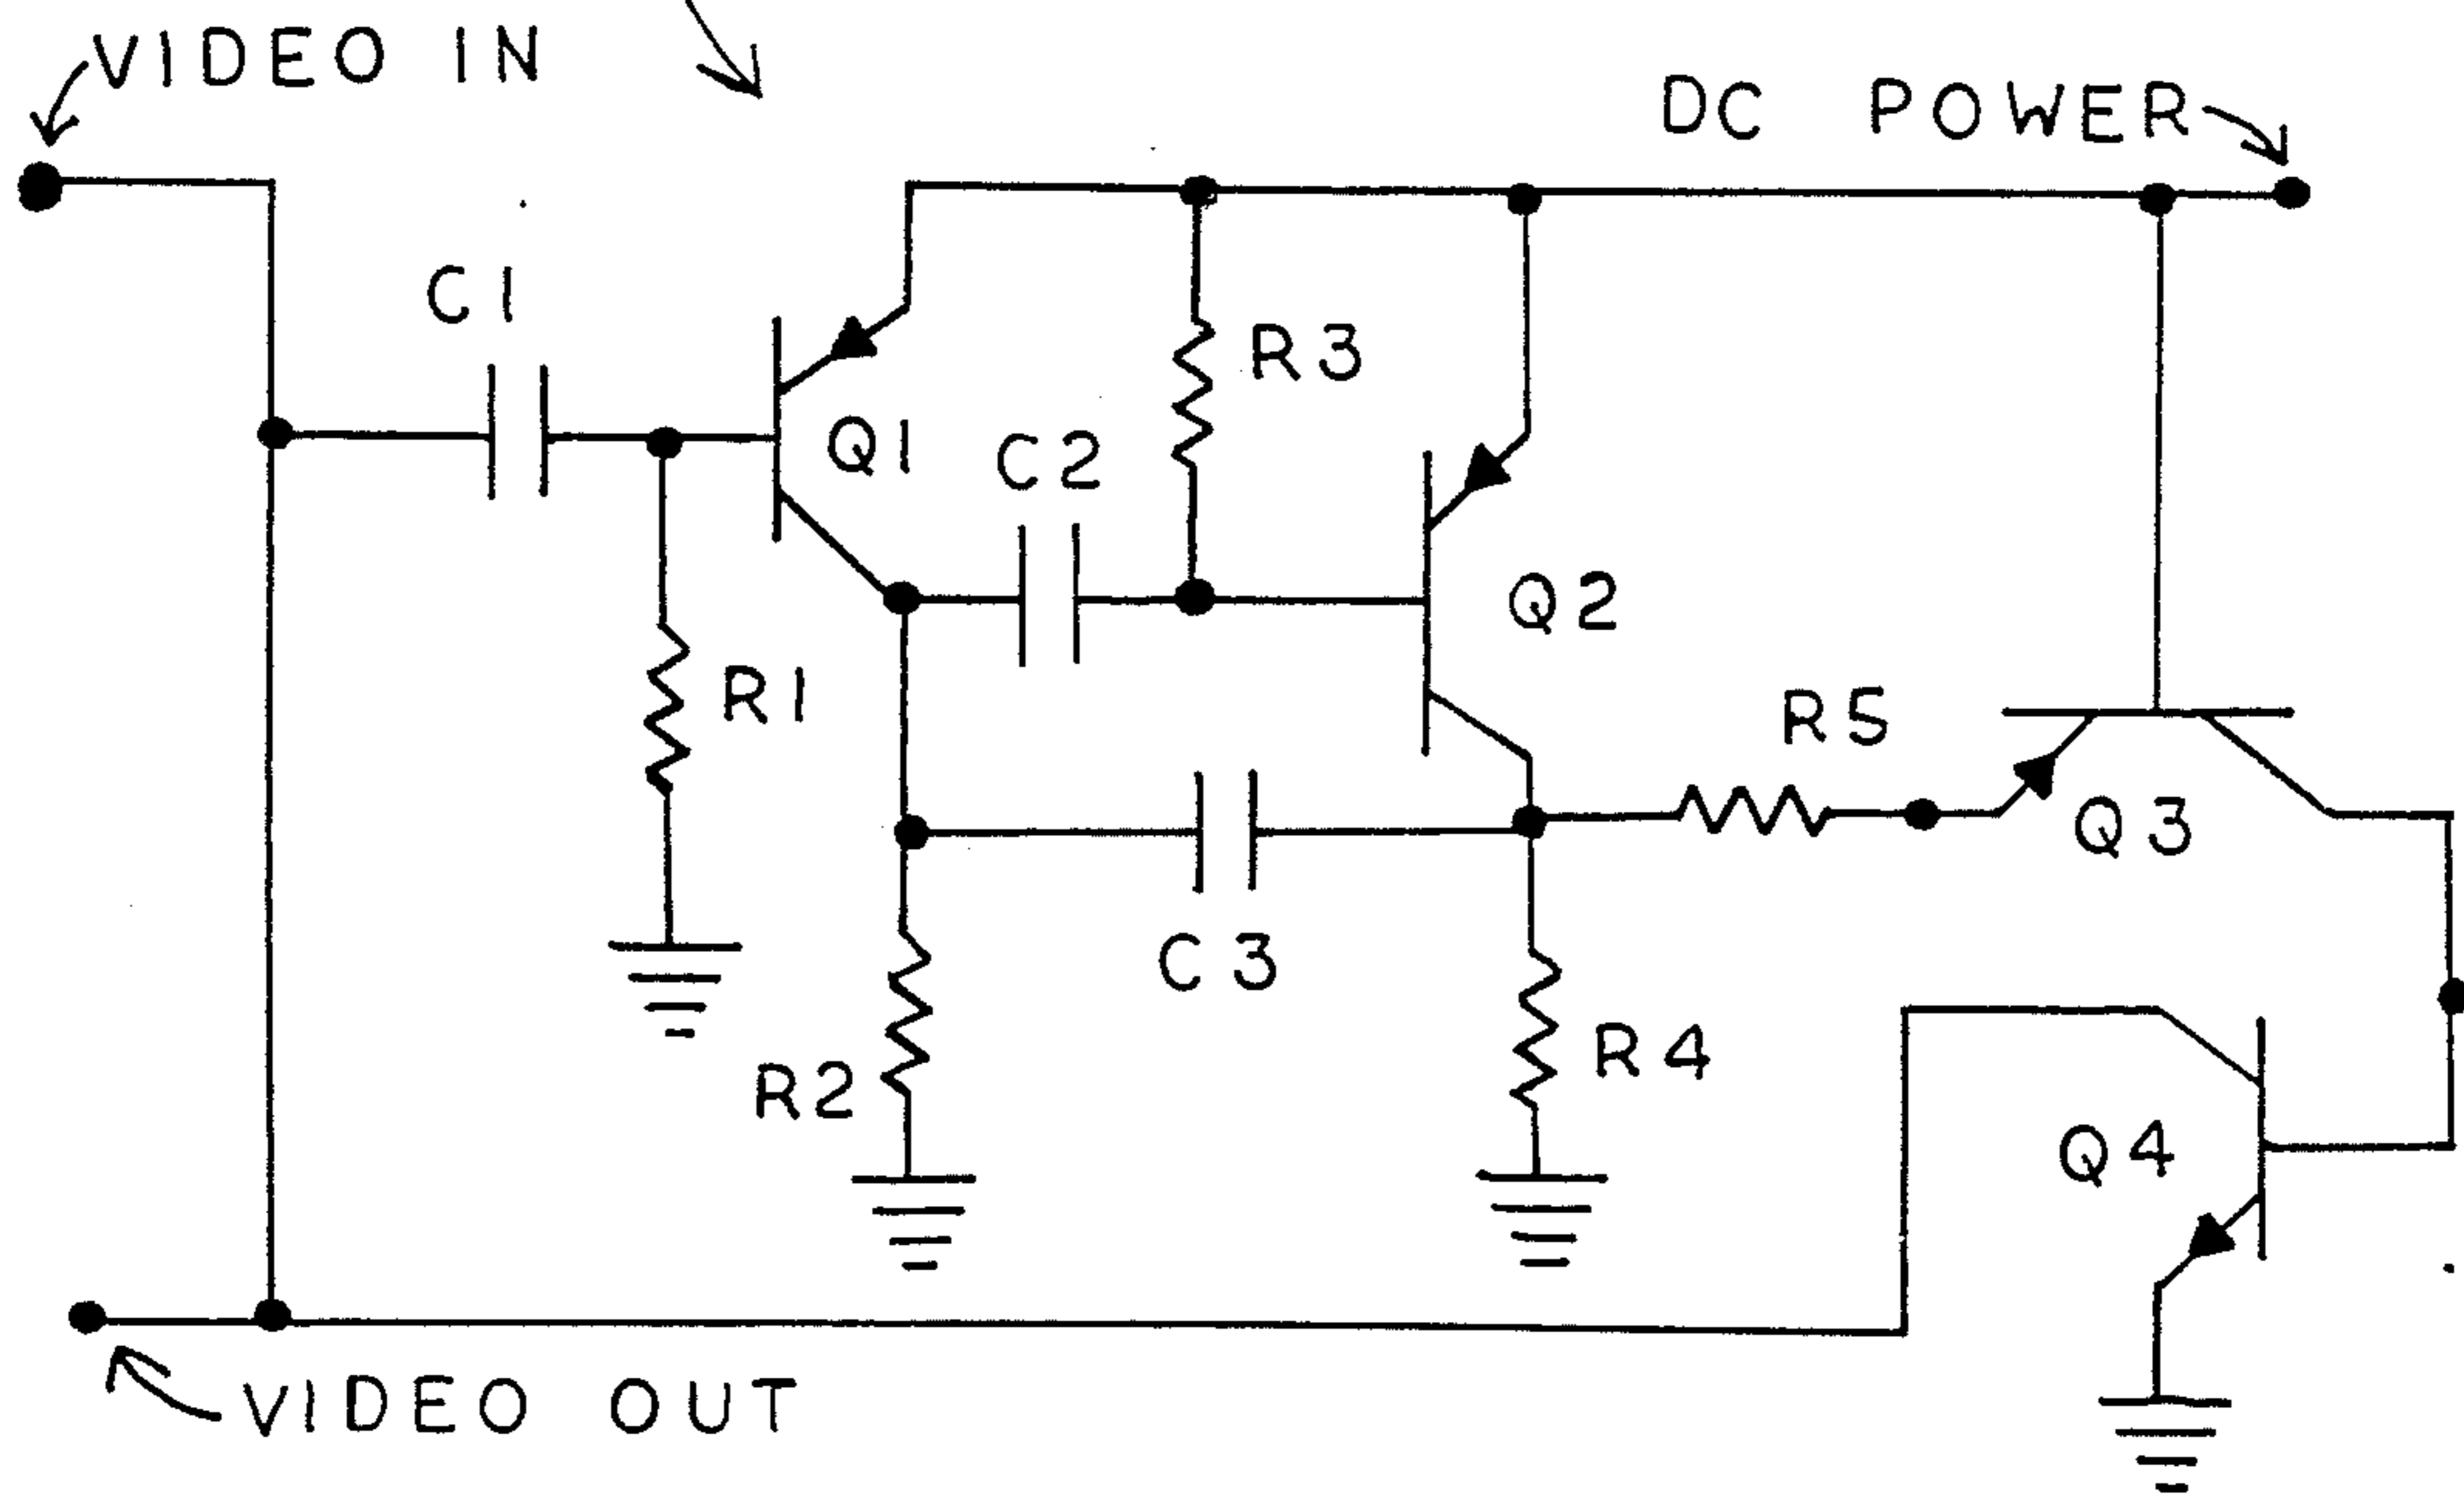 VIDEO IN
DC POWER
C1
R3
Q1
C2
Q2
R1
R5
Q3
C3
R4
R2
Q4
VIDEO OUT